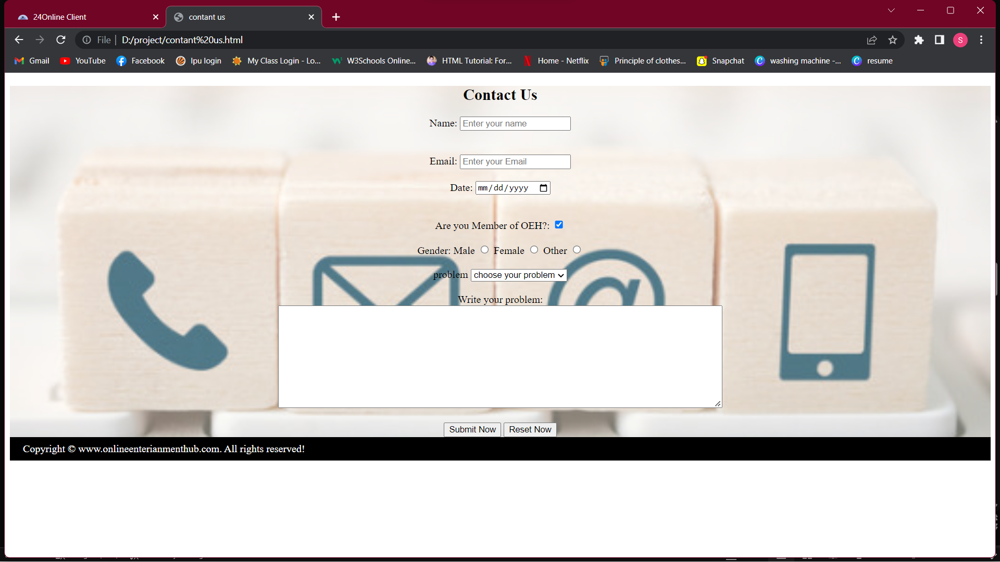 24Online Client
contant us
File D:/project/contant%20us.html
S
Gmail YouTube Facebook Ipu login My Class Login - Lo... W3Schools Online... HTML Tutorial: For... Home - Netflix Principle of clothes... Snapchat washing machine -... resume
Contact Us
Name: Enter your name
Email: Enter your Email
Date: mm/dd/yyyy
Are you Member of OEH?:
Gender: Male Female Other
problem choose your problem
Write your problem:
Submit Now Reset Now
Copyright © www.onlineenterianmenthub.com. All rights reserved!